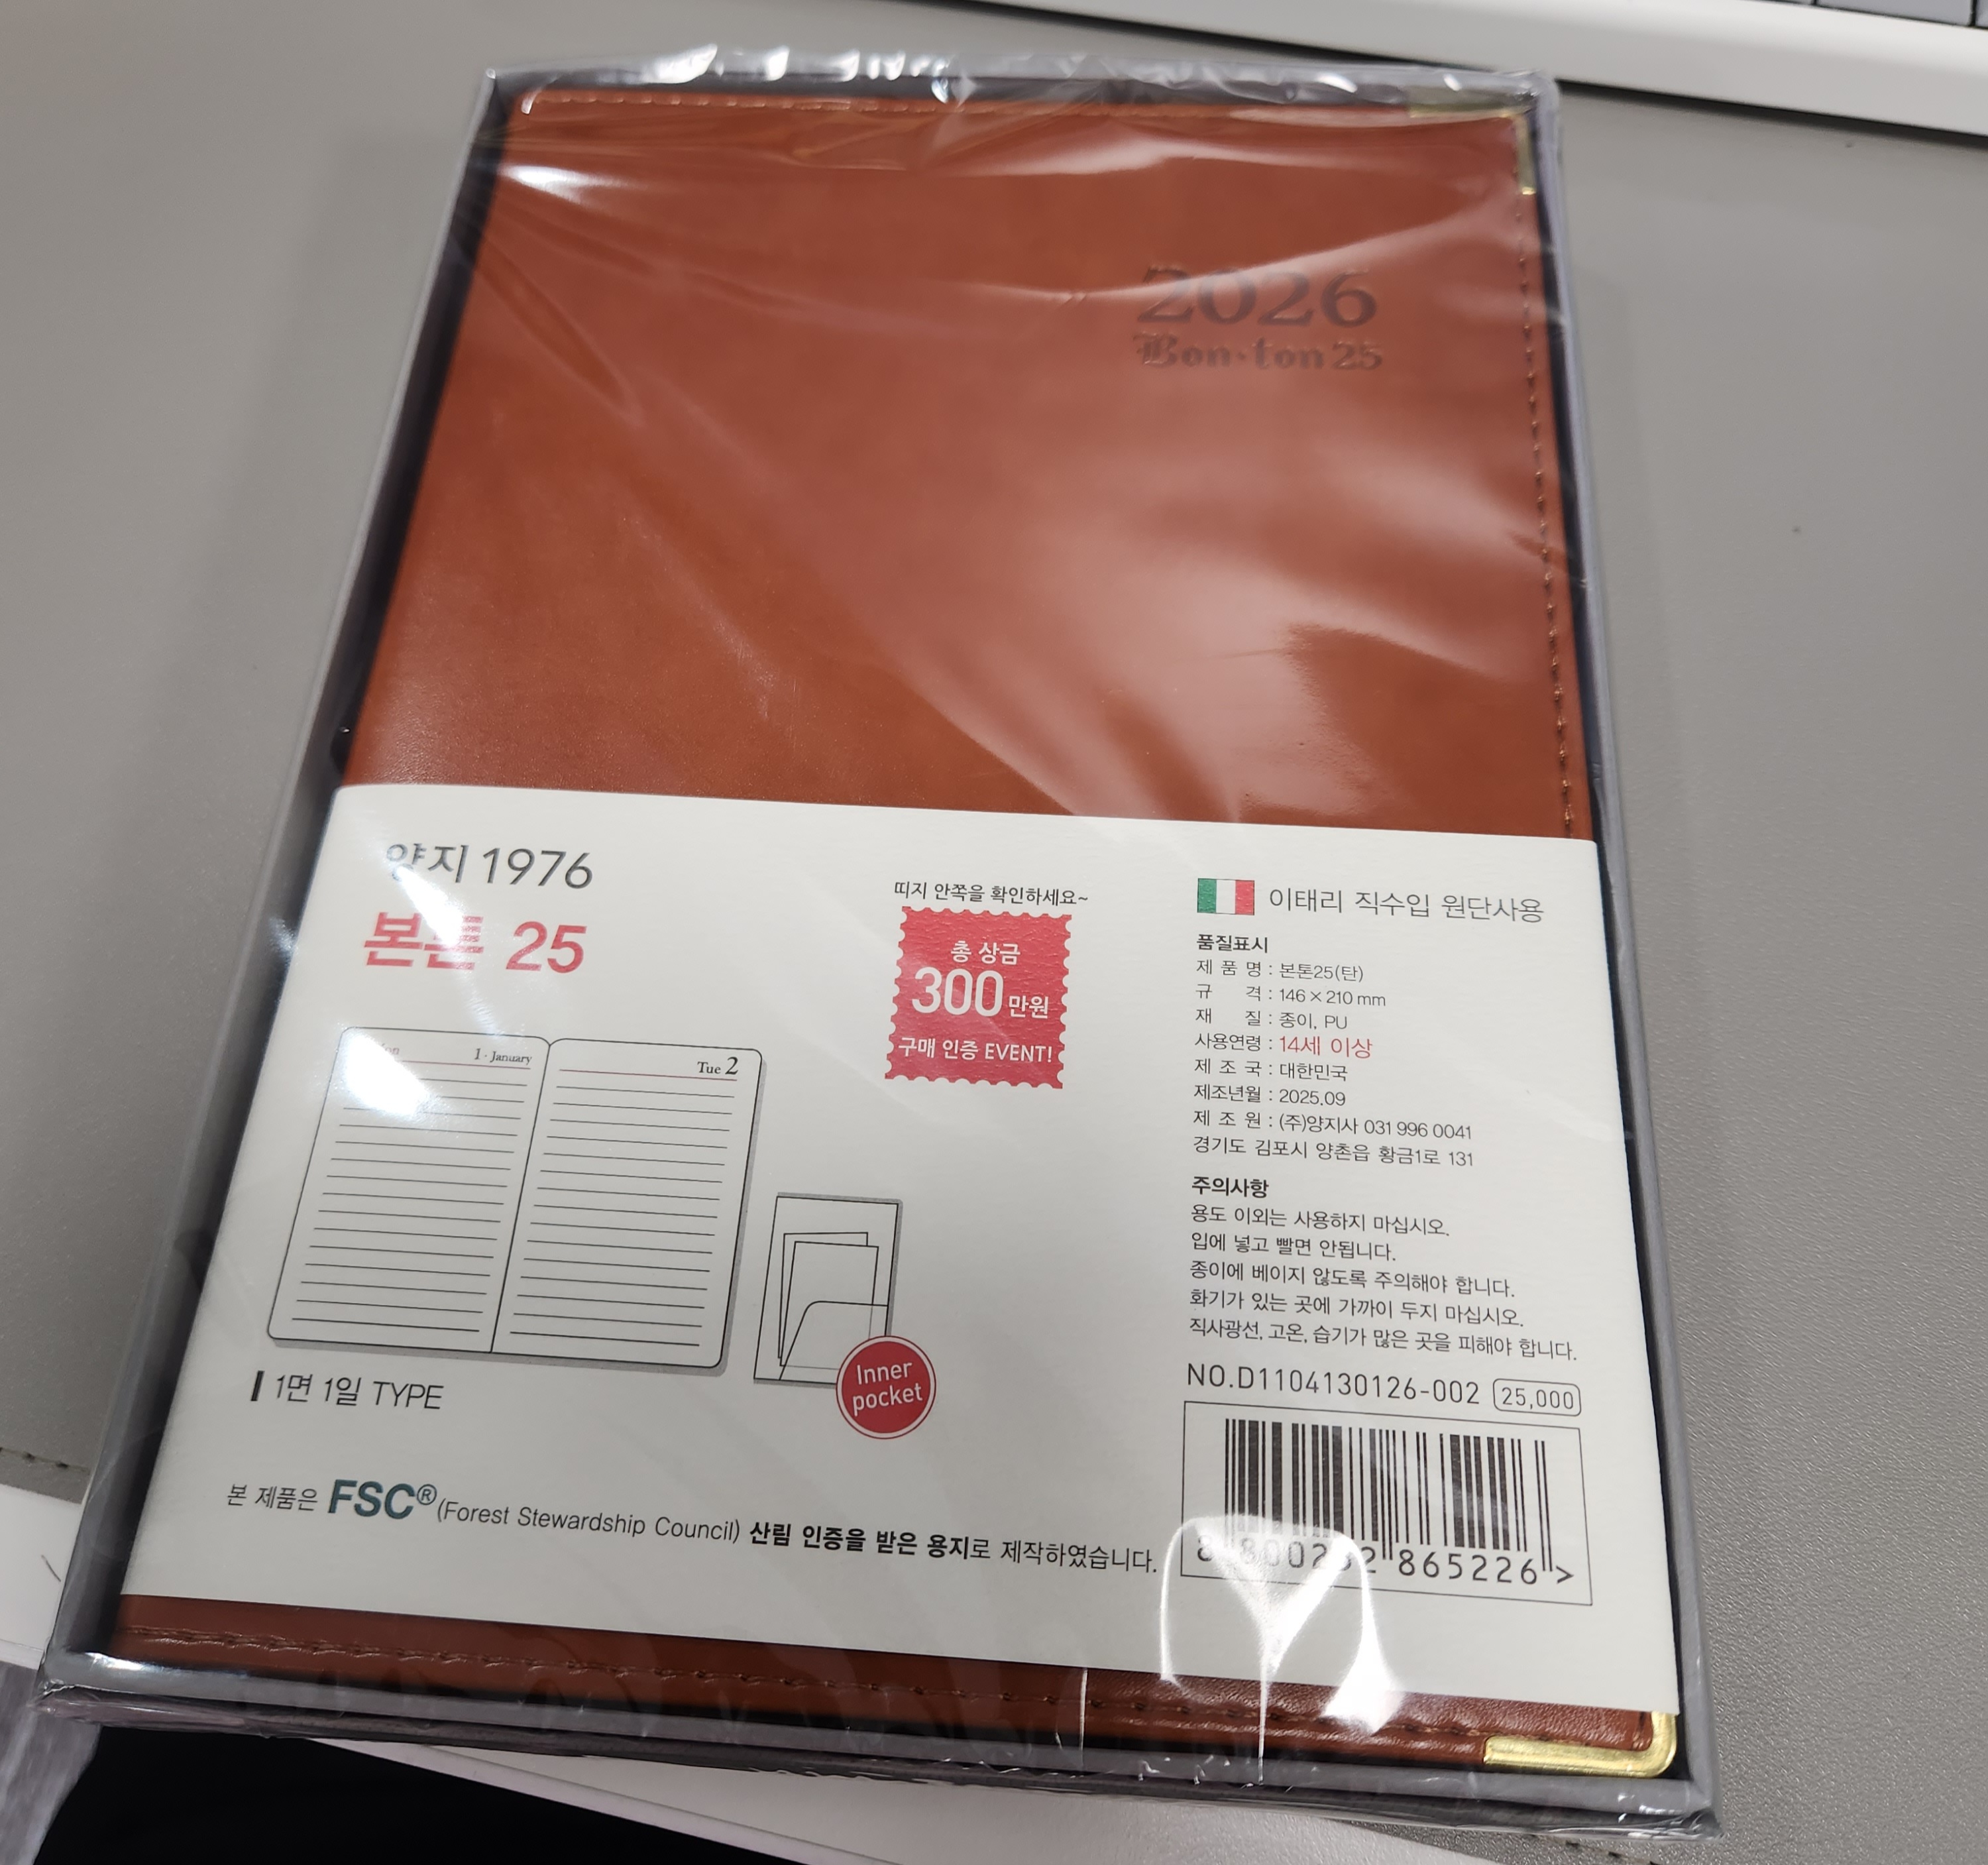 2026
Bon-ton 25
양지 1976
본톤 25
띠지 안쪽을 확인하세요~
총 상금
300만원
구매 인증 EVENT!
1 · January
Tue 2
Inner
pocket
1면 1일 TYPE
본 제품은 FSC®(Forest Stewardship Council) 산림 인증을 받은 용지로 제작하였습니다.
이태리 직수입 원단사용
품질표시
제 품 명 : 본톤25(탄)
규 격 : 146×210mm
재 질 : 종이, PU
사용연령 : 14세 이상
제 조 국 : 대한민국
제조년월 : 2025.09
제 조 원 : (주)양지사 031 996 0041
경기도 김포시 양촌읍 황금1로 131
주의사항
용도 이외는 사용하지 마십시오.
입에 넣고 빨면 안됩니다.
종이에 베이지 않도록 주의해야 합니다.
화기가 있는 곳에 가까이 두지 마십시오.
직사광선, 고온, 습기가 많은 곳을 피해야 합니다.
NO.D1104130126-002 25,000
865226 >